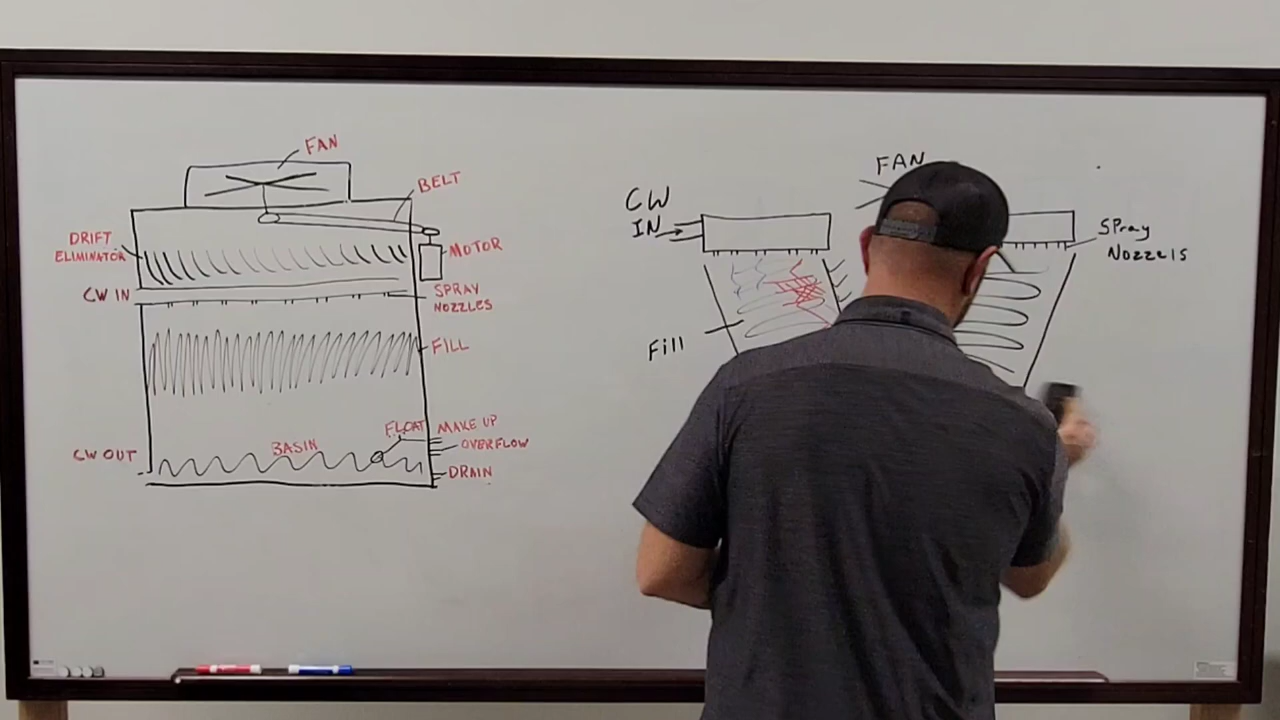 FAN
BELT
DRIFT
ELIMINATOR
MOTOR
CW IN
SPRAY
NOZZLES
FILL
FLOAT
MAKE UP
BASIN
OVERFLOW
CW OUT
DRAIN
FAN
CW
IN
SPray
NozzelS
Fill